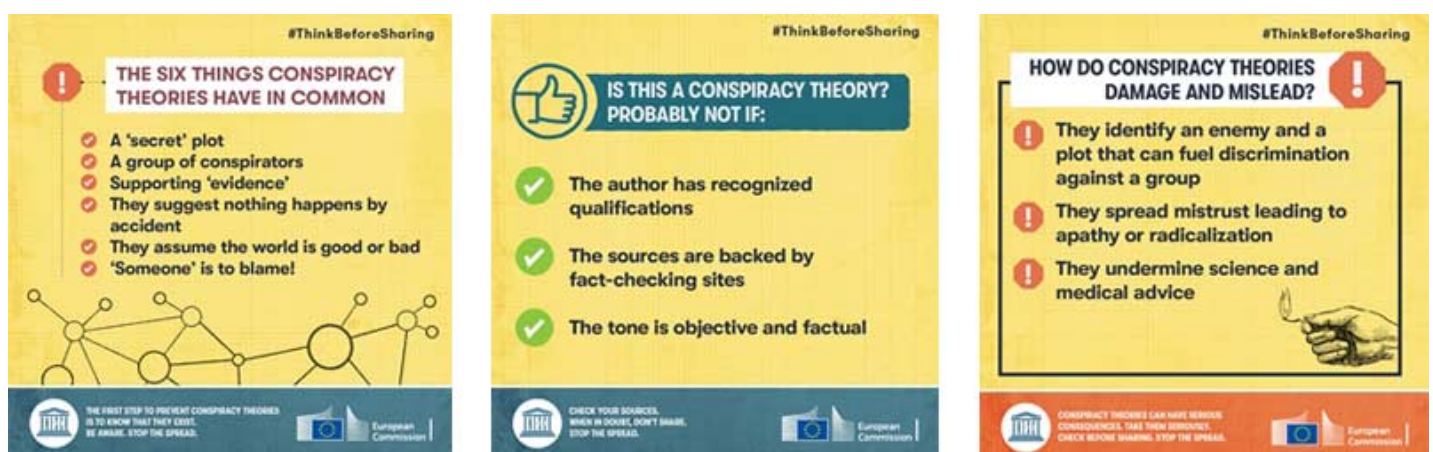 #ThinkBeforeSharing
THE SIX THINGS CONSPIRACY
THEORIES HAVE IN COMMON
A 'secret' plot
A group of conspirators
Supporting 'evidence'
They suggest nothing happens by
accident
They assume the world is good or bad
'Someone' is to blame!
THE FIRST STEP TO PREVENT CONSPIRACY THEORIES
IS TO KNOW THAT THEY EXIST.
BE AWARE. STOP THE SPREAD.
European
Commission
#ThinkBeforeSharing
IS THIS A CONSPIRACY THEORY?
PROBABLY NOT IF:
The author has recognized
qualifications
The sources are backed by
fact-checking sites
The tone is objective and factual
CHECK YOUR SOURCES.
WHEN IN DOUBT, DON'T SHARE.
STOP THE SPREAD.
European
Commission
#ThinkBeforeSharing
HOW DO CONSPIRACY THEORIES
DAMAGE AND MISLEAD?
They identify an enemy and a
plot that can fuel discrimination
against a group
They spread mistrust leading to
apathy or radicalization
They undermine science and
medical advice
CONSPIRACY THEORIES CAN HAVE SERIOUS
CONSEQUENCES. TAKE THEM SERIOUSLY.
CHECK BEFORE SHARING. STOP THE SPREAD.
European
Commission